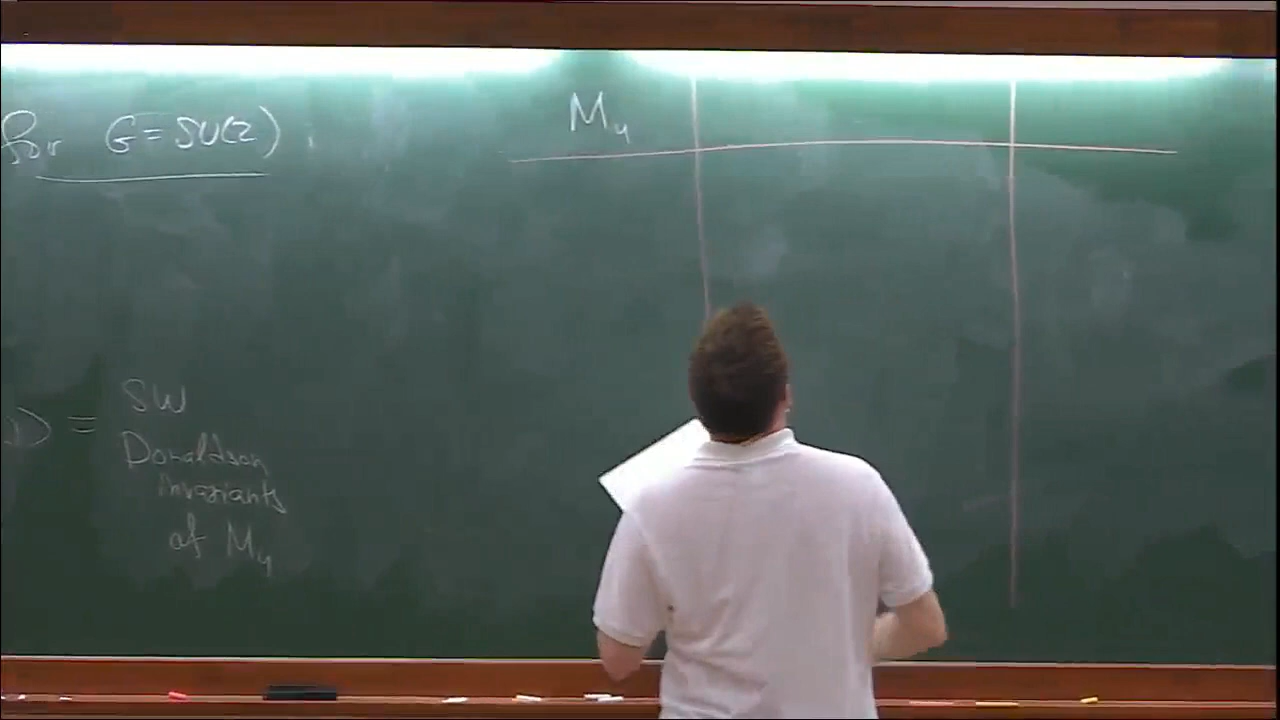 for G = SU(2) :
M₄
) = SW
Donaldson
invariants
of M₄